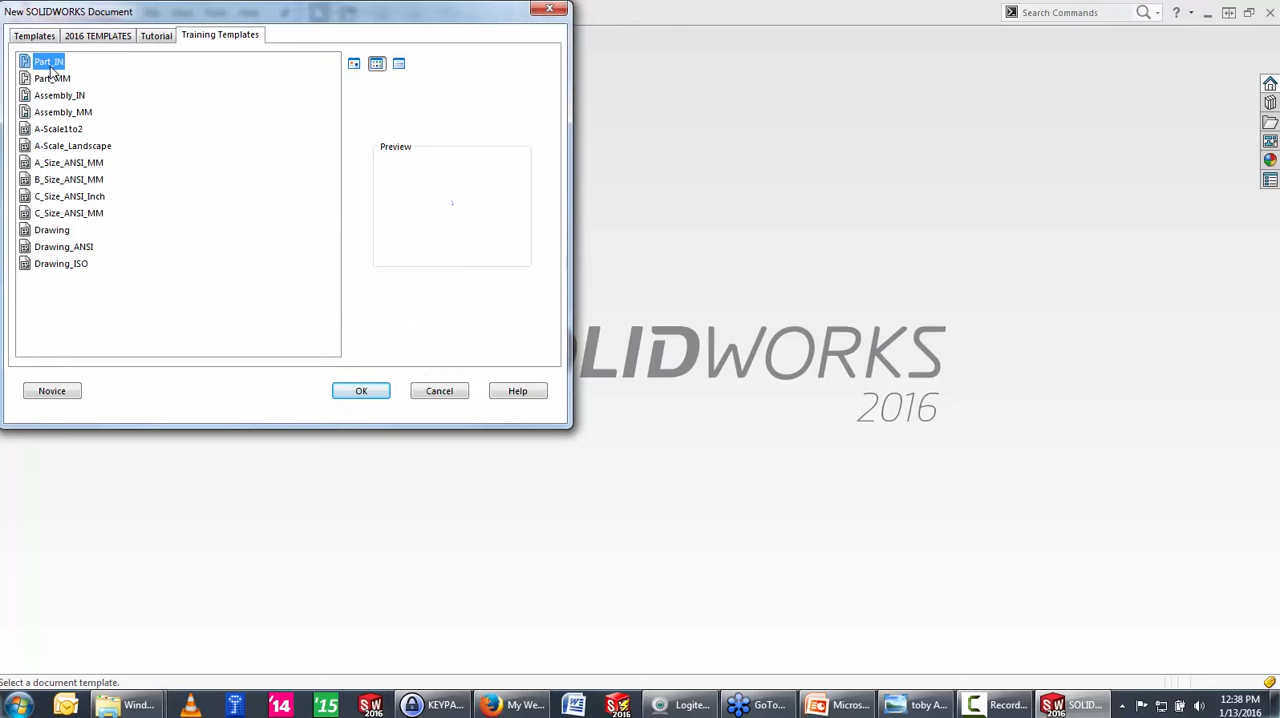 New SOLIDWORKS Document
Search Commands
Templates
2016 TEMPLATES
Tutorial
Training Templates
Part_IN
Part_MM
Assembly_IN
Assembly_MM
A-Scale1to2
A-Scale_Landscape
A_Size_ANSI_MM
B_Size_ANSI_MM
C_Size_ANSI_Inch
C_Size_ANSI_MM
Drawing
Drawing_ANSI
Drawing_ISO
Preview
Novice
OK
Cancel
Help
LIDWORKS
2016
Select a document template.
Wind...
'14
'15
SW
2016
KEYPA...
My We...
Logite...
GoTo...
Micros...
toby A...
Record...
SOLID...
12:38 PM
1/13/2016